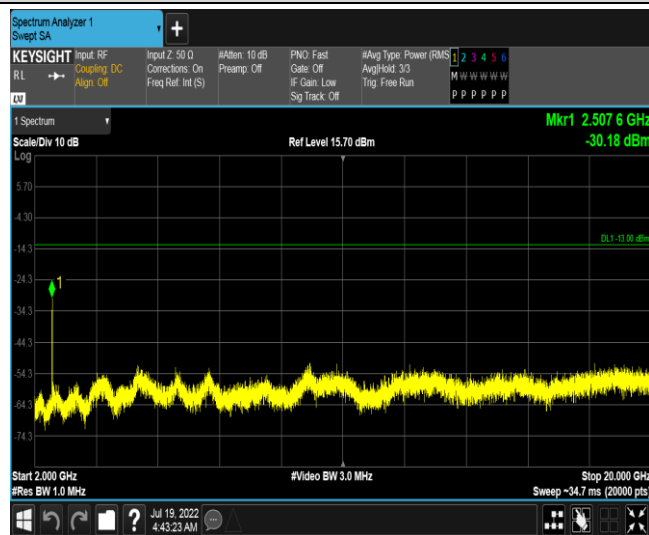 Spectrum Analyzer 1
Swept SA
+
KEYSIGHT
RL
Input: RF
Coupling: DC
Align: Off
Input Z: 50 Ω
Corrections: On
Freq Ref: Int (S)
#Atten: 10 dB
Preamp: Off
PNO: Fast
Gate: Off
IF Gain: Low
Sig Track: Off
#Avg Type: Power (RMS
Avg|Hold: 3/3
Trig: Free Run
1 2 3 4 5 6
M W W W W W
P P P P P P
LXI
1 Spectrum
Mkr1 2.507 6 GHz
Scale/Div 10 dB
Ref Level 15.70 dBm
-30.18 dBm
Log
5.70
-4.30
DL1 -13.00 dBm
-14.3
-24.3
1
-34.3
-44.3
-54.3
-64.3
-74.3
Start 2.000 GHz
#Video BW 3.0 MHz
Stop 20.000 GHz
#Res BW 1.0 MHz
Sweep ~34.7 ms (20000 pts)
?
Jul 19, 2022
4:43:23 AM